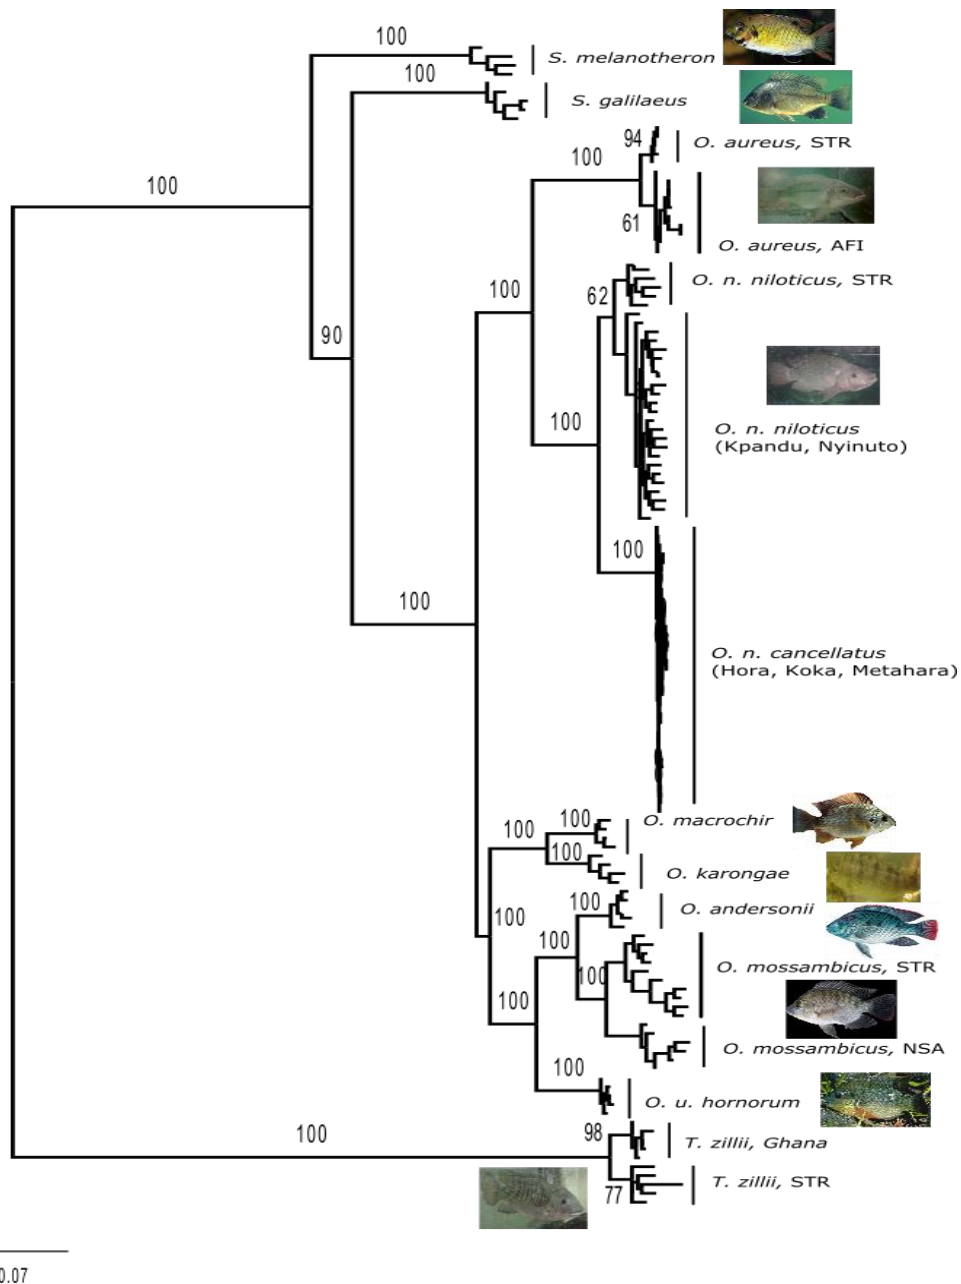 100
S. melanotheron
100
S. galilaeus
94
O. aureus, STR
100
100
61
O. aureus, AFI
O. n. niloticus, STR
100
62
90
100
O. n. niloticus
(Kpandu, Nyinuto)
100
100
O. n. cancellatus
(Hora, Koka, Metahara)
100
100
O. macrochir
100
O. karongae
100
100
O. andersonii
100
100
O. mossambicus, STR
100
O. mossambicus, NSA
100
O. u. hornorum
100
98
T. zillii, Ghana
77
T. zillii, STR
0.07